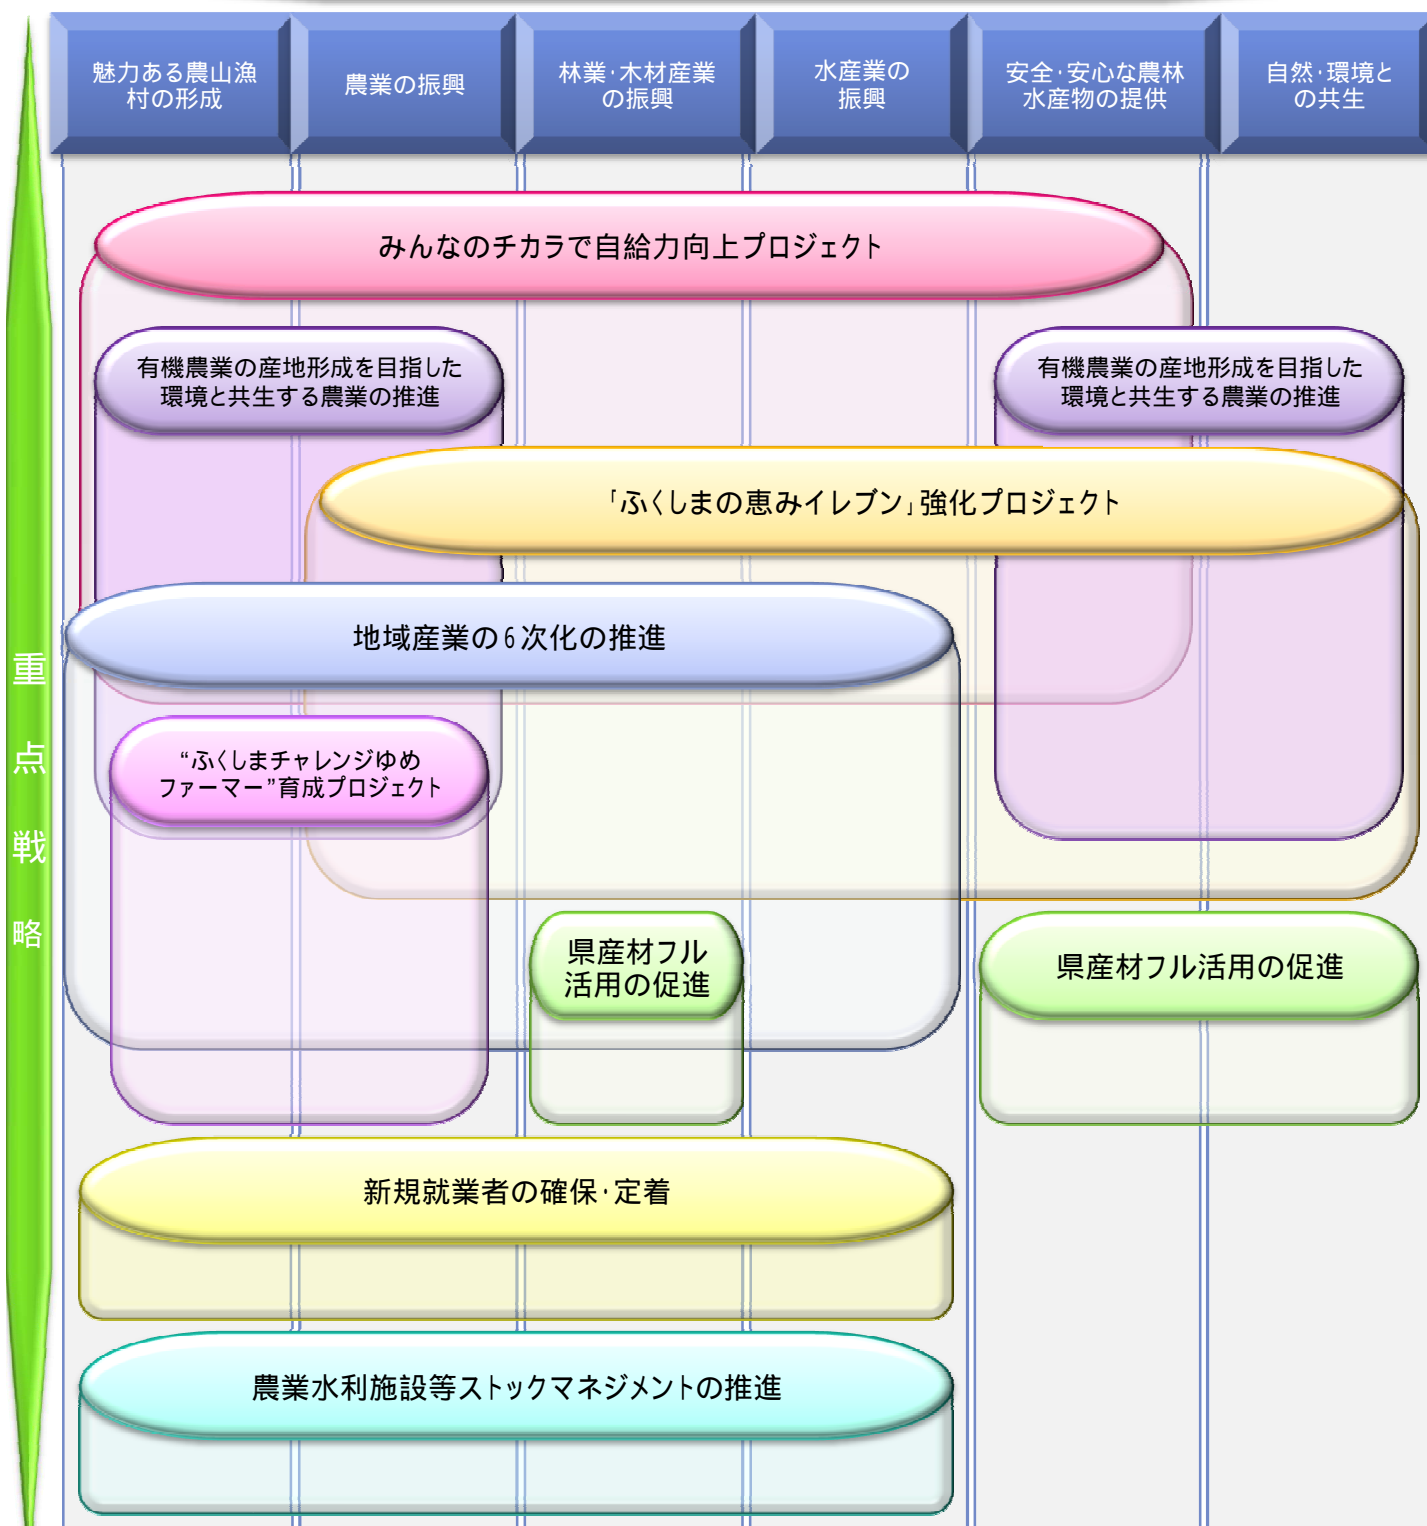 魅力ある農山漁
村の形成
農業の振興
林業・木材産業
の振興
水産業の
振興
安全・安心な農林
水産物の提供
自然・環境と
の共生
みんなのチカラで自給力向上プロジェクト
有機農業の産地形成を目指した
環境と共生する農業の推進
有機農業の産地形成を目指した
環境と共生する農業の推進
「ふくしまの恵みイレブン」強化プロジェクト
地域産業の6次化の推進
“ふくしまチャレンジゆめ
ファーマー”育成プロジェクト
県産材フル
活用の促進
県産材フル活用の促進
新規就業者の確保・定着
農業水利施設等ストックマネジメントの推進
重点戦略